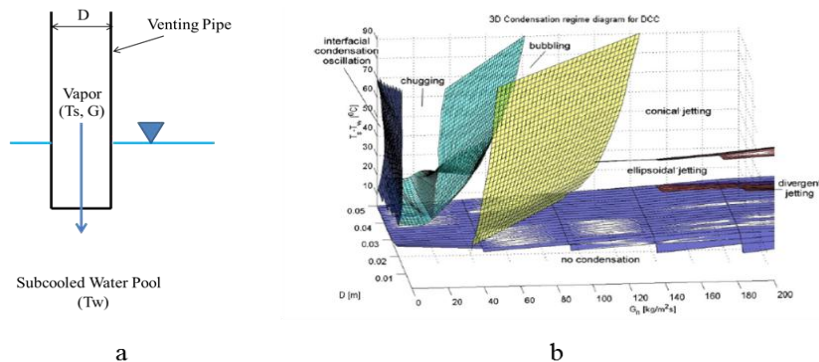 D
Venting Pipe
Vapor
(Ts, G)
Subcooled Water Pool
(Tw)
a
3D Condensation regime diagram for DCC
interfacial
condensation
oscillation
chugging
bubbling
conical jetting
ellipsoidal jetting
divergent
jetting
no condensation
90
80
70
60
50
40
30
20
10
0.05
0.04
0.03
0.02
0.01
D [m]
0
20
40
60
80
100
120
140
160
180
200
b